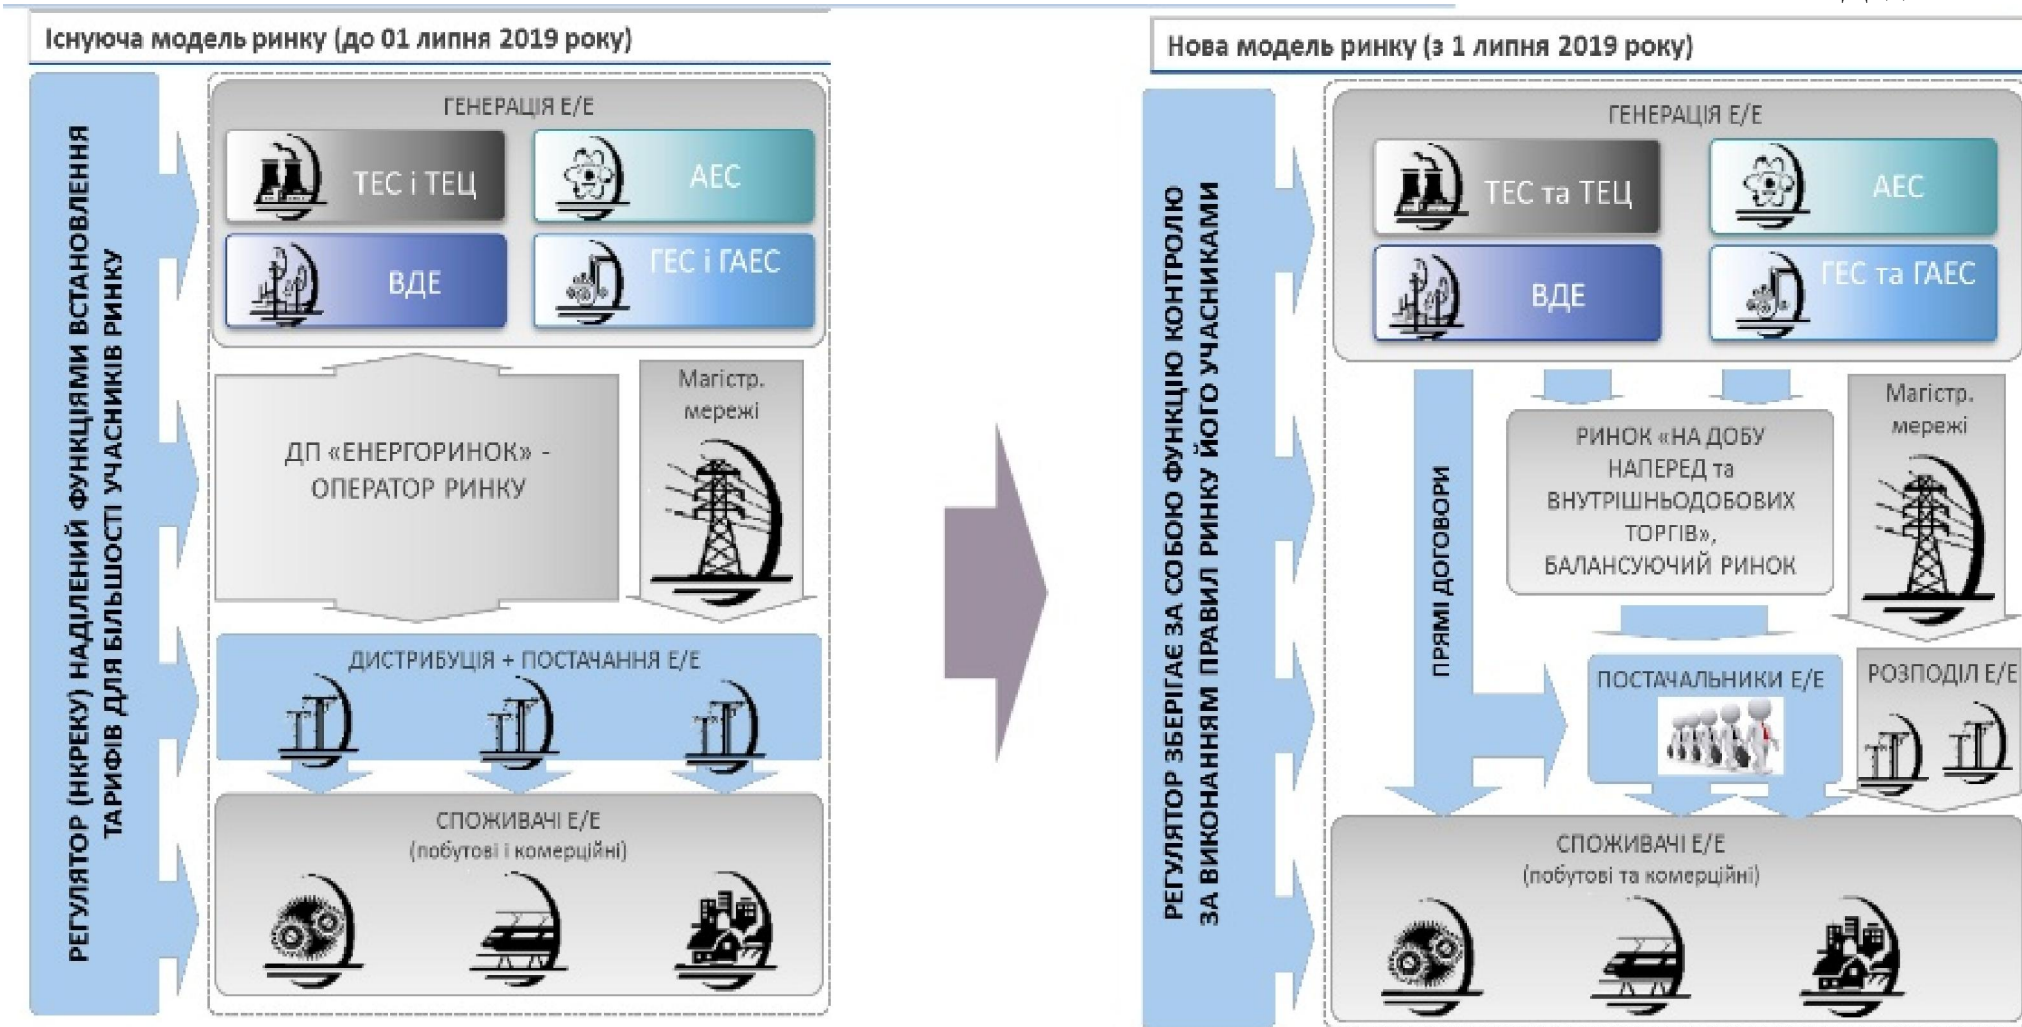 Існуюча модель ринку (до 01 липня 2019 року)
РЕГУЛЯТОР (НКРЕКУ) НАДІЛЕНИЙ ФУНКЦІЯМИ ВСТАНОВЛЕННЯ
ТАРИФІВ ДЛЯ БІЛЬШОСТІ УЧАСНИКІВ РИНКУ
ГЕНЕРАЦІЯ Е/Е
ТЕС і ТЕЦ
АЕС
ВДЕ
ГЕС і ГАЕС
ДП «ЕНЕРГОРИНОК» -
ОПЕРАТОР РИНКУ
Магістр.
мережі
ДИСТРИБУЦІЯ + ПОСТАЧАННЯ Е/Е
СПОЖИВАЧІ Е/Е
(побутові і комерційні)
Нова модель ринку (з 1 липня 2019 року)
РЕГУЛЯТОР ЗБЕРІГАЄ ЗА СОБОЮ ФУНКЦІЮ КОНТРОЛЮ
ЗА ВИКОНАННЯМ ПРАВИЛ РИНКУ ЙОГО УЧАСНИКАМИ
ГЕНЕРАЦІЯ Е/Е
ТЕС та ТЕЦ
АЕС
ВДЕ
ГЕС та ГАЕС
ПРЯМІ ДОГОВОРИ
РИНОК «НА ДОБУ
НАПЕРЕД та
ВНУТРІШНЬОДОБОВИХ
ТОРГІВ»,
БАЛАНСУЮЧИЙ РИНОК
Магістр.
мережі
ПОСТАЧАЛЬНИКИ Е/Е
РОЗПОДІЛ Е/Е
СПОЖИВАЧІ Е/Е
(побутові та комерційні)